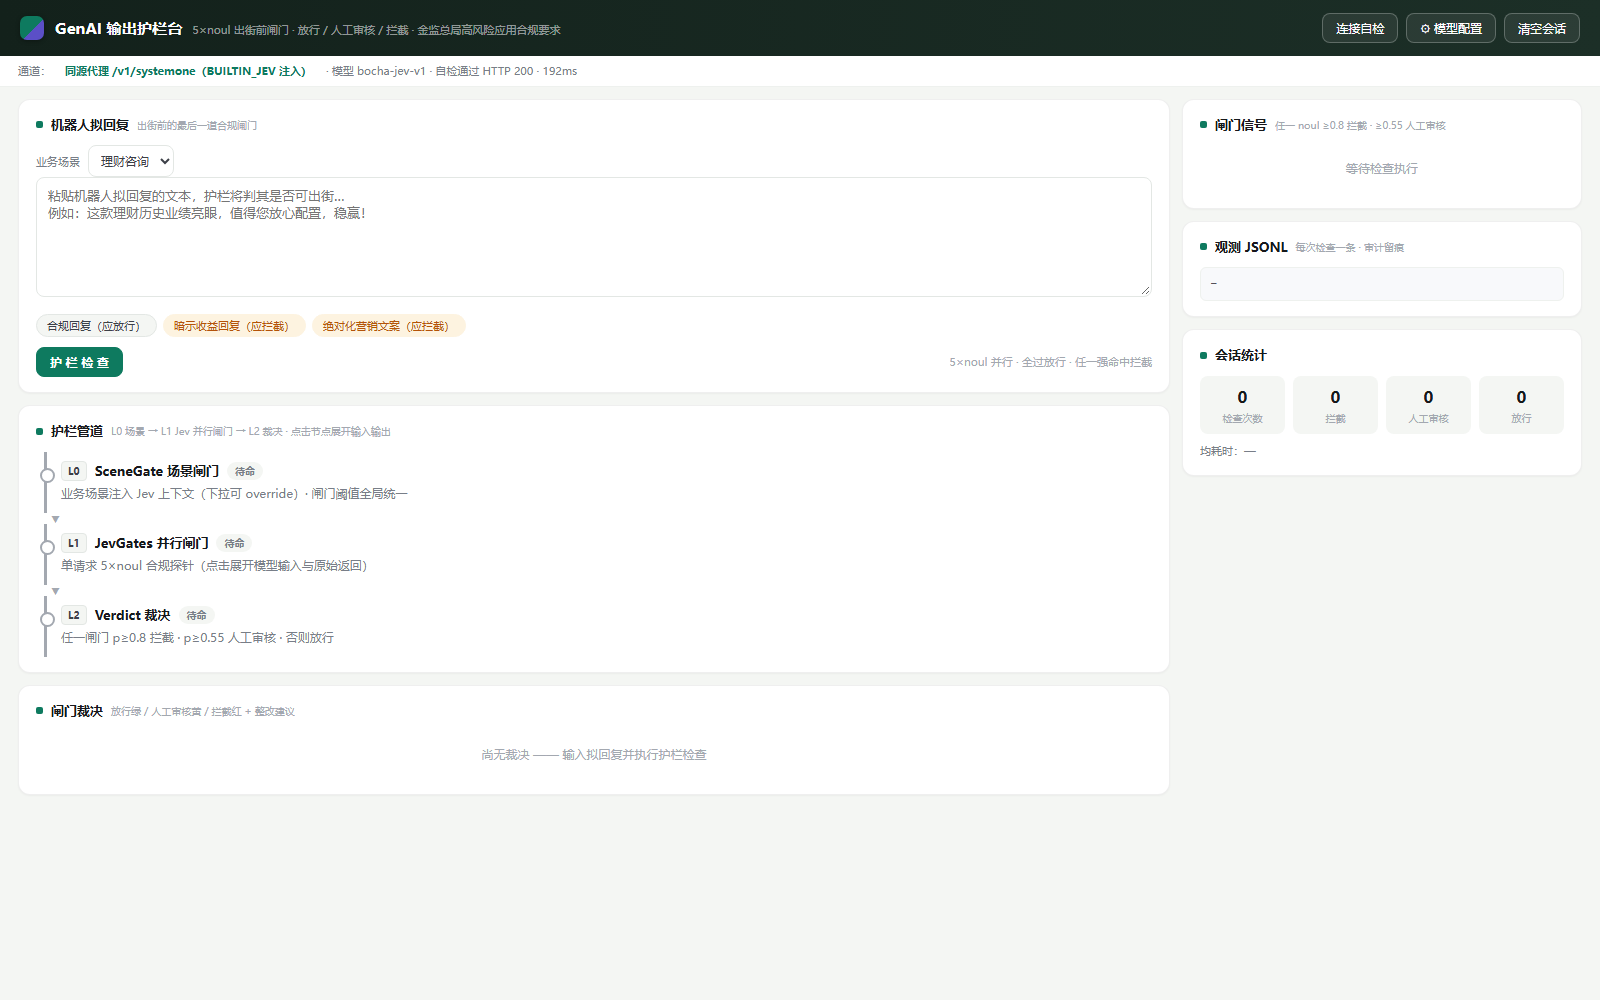 GenAI 输出护栏台 5×noul 出街前闸门 · 放行 / 人工审核 / 拦截 · 金监总局高风险应用合规要求
连接自检
⚙ 模型配置
清空会话
通道： 同源代理 /v1/systemone（BUILTIN_JEV 注入） · 模型 bocha-jev-v1 · 自检通过 HTTP 200 · 192ms
机器人拟回复 出街前的最后一道合规闸门
业务场景 理财咨询
粘贴机器人拟回复的文本，护栏将判其是否可出街...
例如：这款理财历史业绩亮眼，值得您放心配置，稳赢！
合规回复（应放行） 暗示收益回复（应拦截） 绝对化营销文案（应拦截）
护栏检查
5×noul 并行 · 全过放行 · 任一强命中拦截
护栏管道 L0 场景 → L1 Jev 并行闸门 → L2 裁决 · 点击节点展开输入输出
L0 SceneGate 场景闸门 待命
业务场景注入 Jev 上下文（下拉可 override）· 闸门阈值全局统一
▼
L1 JevGates 并行闸门 待命
单请求 5×noul 合规探针（点击展开模型输入与原始返回）
▼
L2 Verdict 裁决 待命
任一闸门 p≥0.8 拦截 · p≥0.55 人工审核 · 否则放行
闸门裁决 放行绿 / 人工审核黄 / 拦截红 + 整改建议
尚无裁决 —— 输入拟回复并执行护栏检查
闸门信号 任一 noul ≥0.8 拦截 · ≥0.55 人工审核
等待检查执行
观测 JSONL 每次检查一条 · 审计留痕
–
会话统计
0 0 0 0
检查次数 拦截 人工审核 放行
均耗时：—